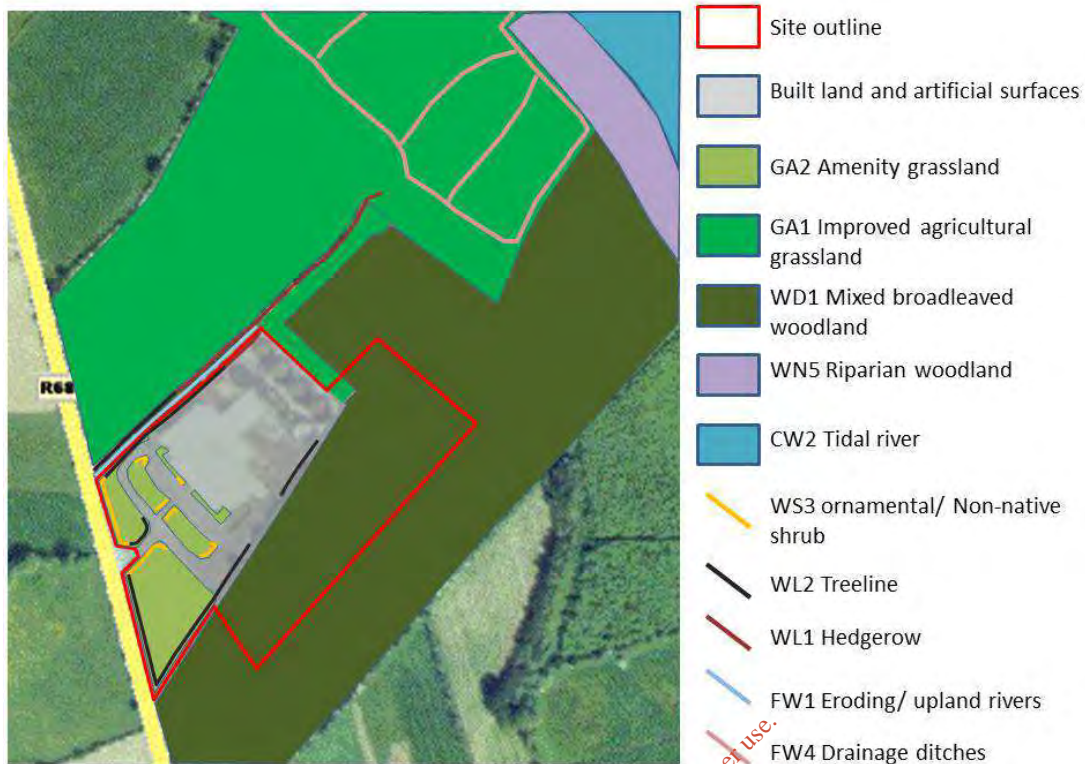 Site outline
Built land and artificial surfaces
GA2 Amenity grassland
GA1 Improved agricultural
grassland
WD1 Mixed broadleaved
woodland
WN5 Riparian woodland
CW2 Tidal river
WS3 ornamental/ Non-native
shrub
WL2 Treeline
WL1 Hedgerow
FW1 Eroding/ upland rivers
FW4 Drainage ditches
R68
use.